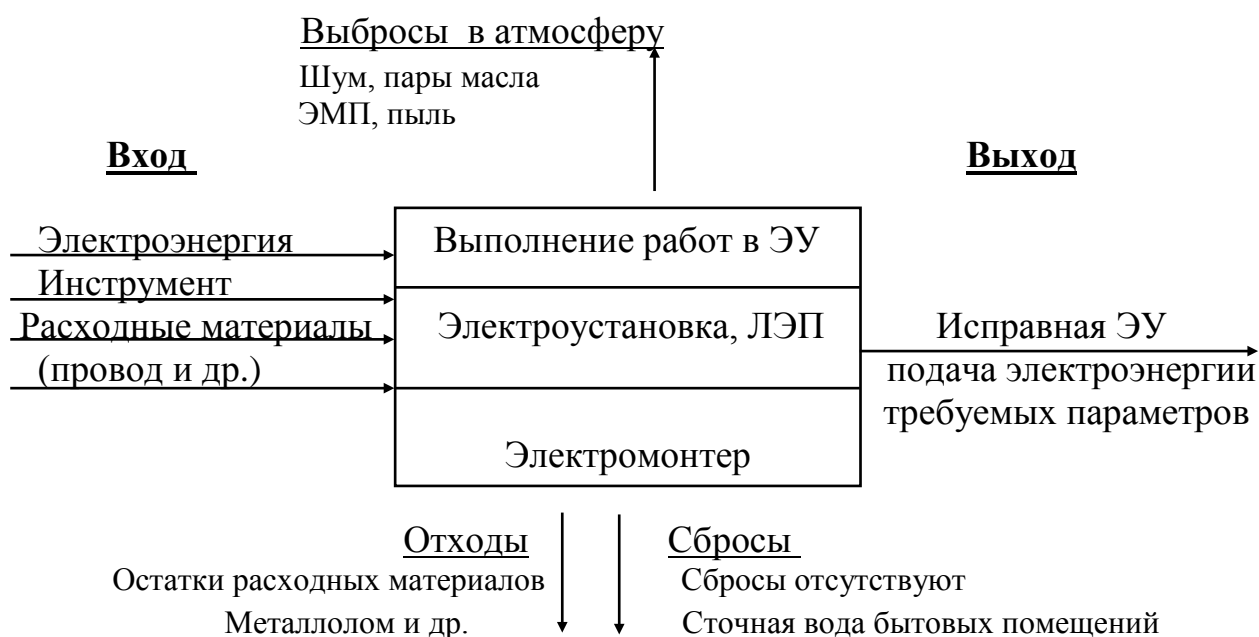 Выбросы в атмосферу
Шум, пары масла
ЭМП, пыль
Вход
Выход
Электроэнергия
Инструмент
Расходные материалы
(провод и др.)
Выполнение работ в ЭУ
Электроустановка, ЛЭП
Электромонтер
Исправная ЭУ
подача электроэнергии
требуемых параметров
Отходы
Остатки расходных материалов
Металлолом и др.
Сбросы
Сбросы отсутствуют
Сточная вода бытовых помещений